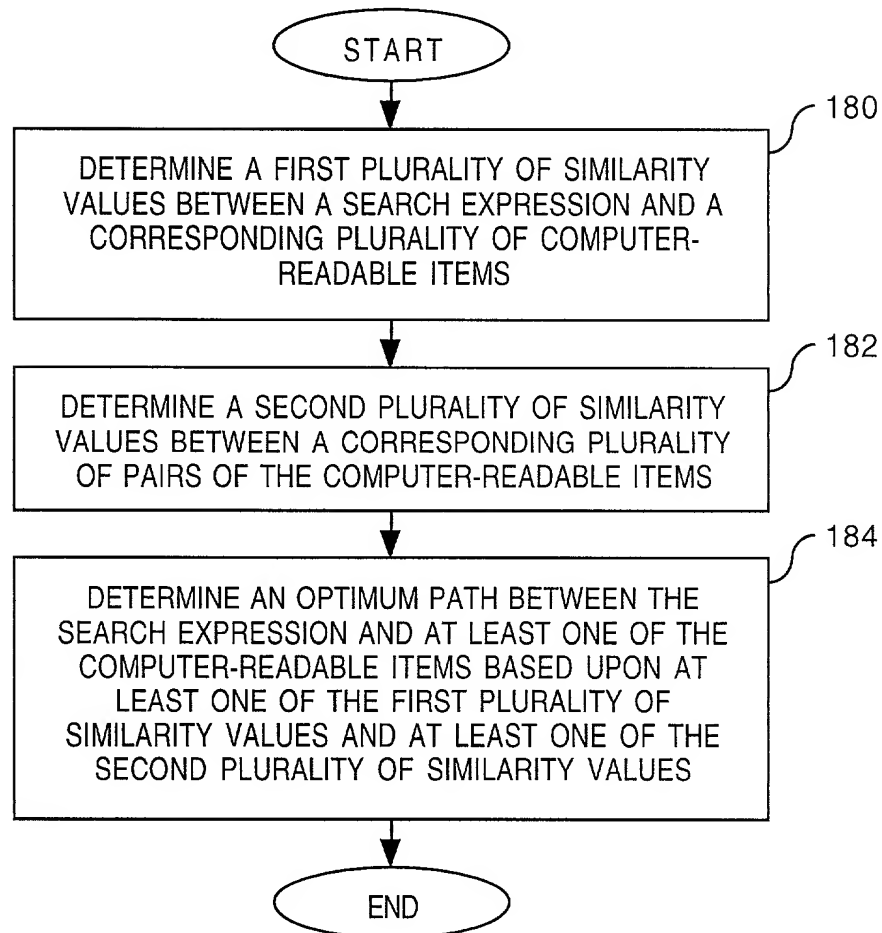 START
180
DETERMINE A FIRST PLURALITY OF SIMILARITY
VALUES BETWEEN A SEARCH EXPRESSION AND A
CORRESPONDING PLURALITY OF COMPUTER-
READABLE ITEMS
182
DETERMINE A SECOND PLURALITY OF SIMILARITY
VALUES BETWEEN A CORRESPONDING PLURALITY
OF PAIRS OF THE COMPUTER-READABLE ITEMS
184
DETERMINE AN OPTIMUM PATH BETWEEN THE
SEARCH EXPRESSION AND AT LEAST ONE OF THE
COMPUTER-READABLE ITEMS BASED UPON AT
LEAST ONE OF THE FIRST PLURALITY OF
SIMILARITY VALUES AND AT LEAST ONE OF THE
SECOND PLURALITY OF SIMILARITY VALUES
END